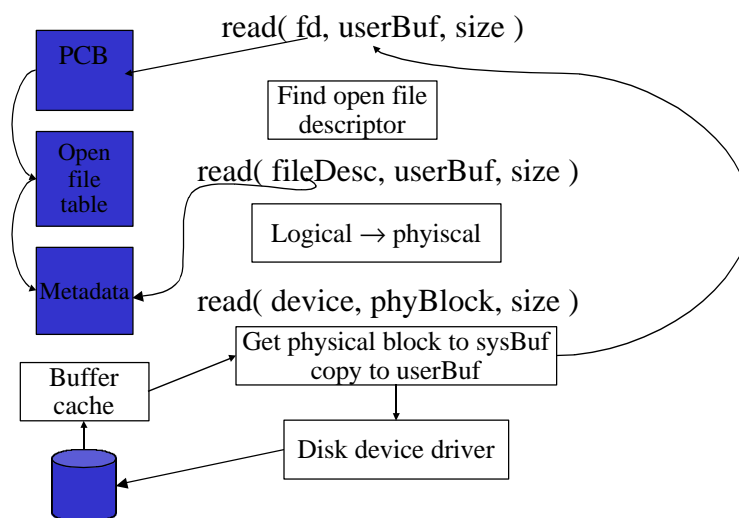 read( fd, userBuf, size )
PCB
Find open file
descriptor
Open
file
table
read( fileDesc, userBuf, size )
Logical → phyiscal
Metadata
read( device, phyBlock, size )
Get physical block to sysBuf
copy to userBuf
Buffer
cache
Disk device driver